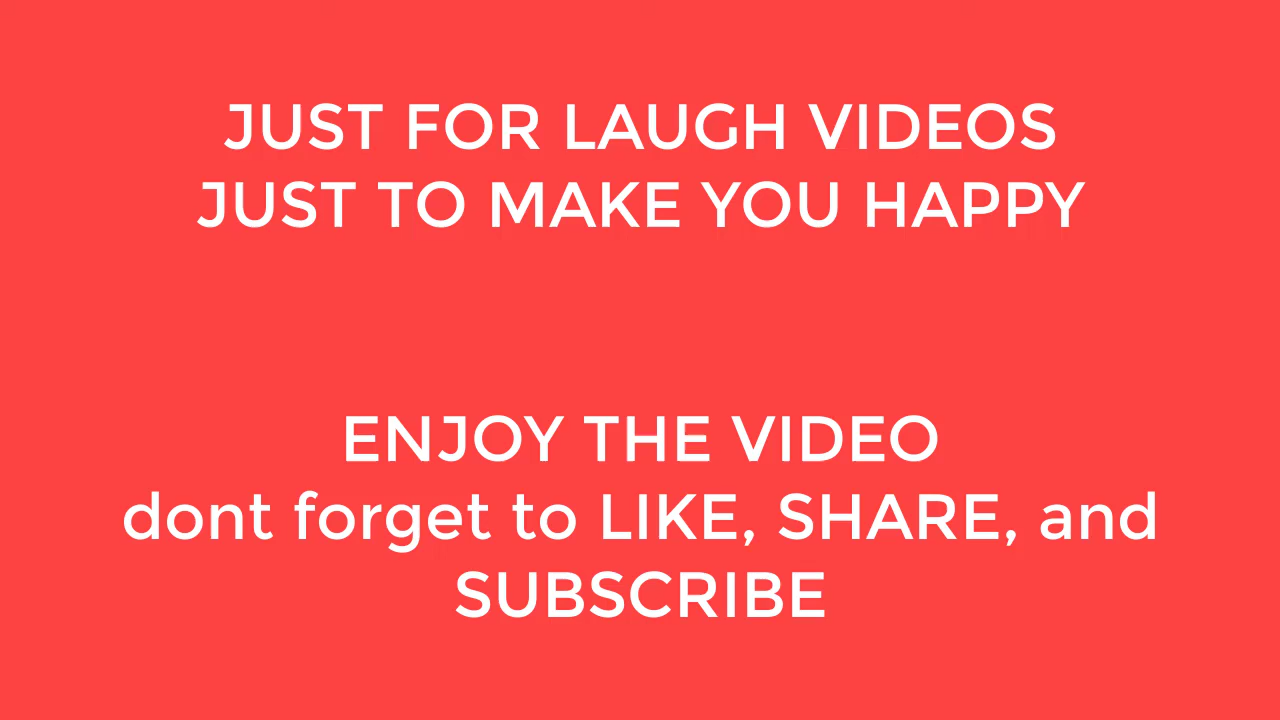 JUST FOR LAUGH VIDEOS
JUST TO MAKE YOU HAPPY
ENJOY THE VIDEO
dont forget to LIKE, SHARE, and
SUBSCRIBE